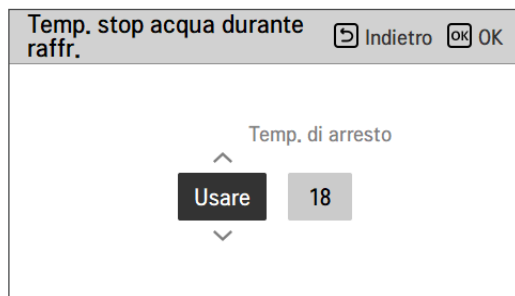 Temp. stop acqua durante
raffr.
Indietro OK OK
Temp. di arresto
Usare 18